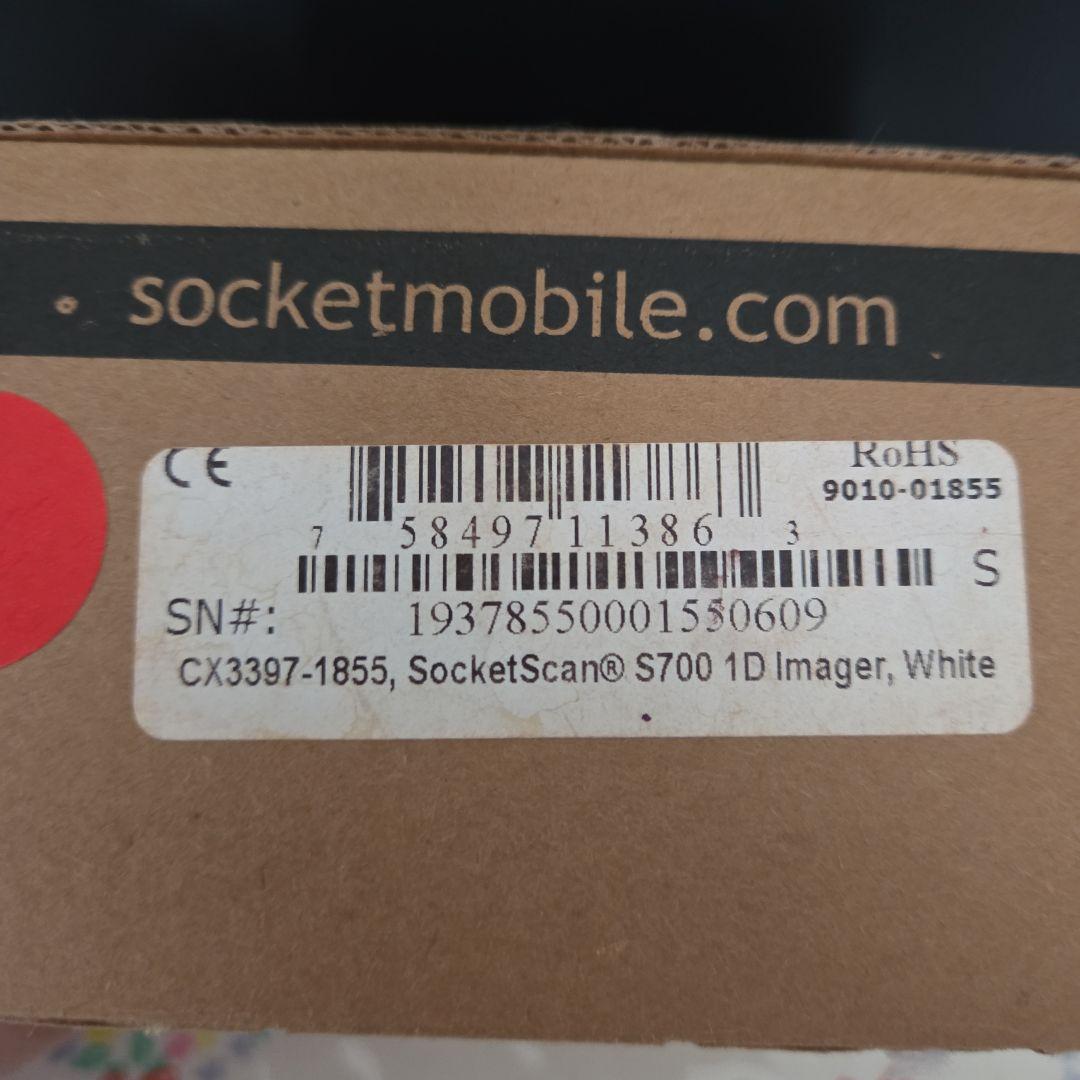 socketmobile.com
CE RoHS
9010-01855
7 58497 11386 3
S
SN#: 19378550001550609
CX3397-1855, SocketScan® S700 1D Imager, White